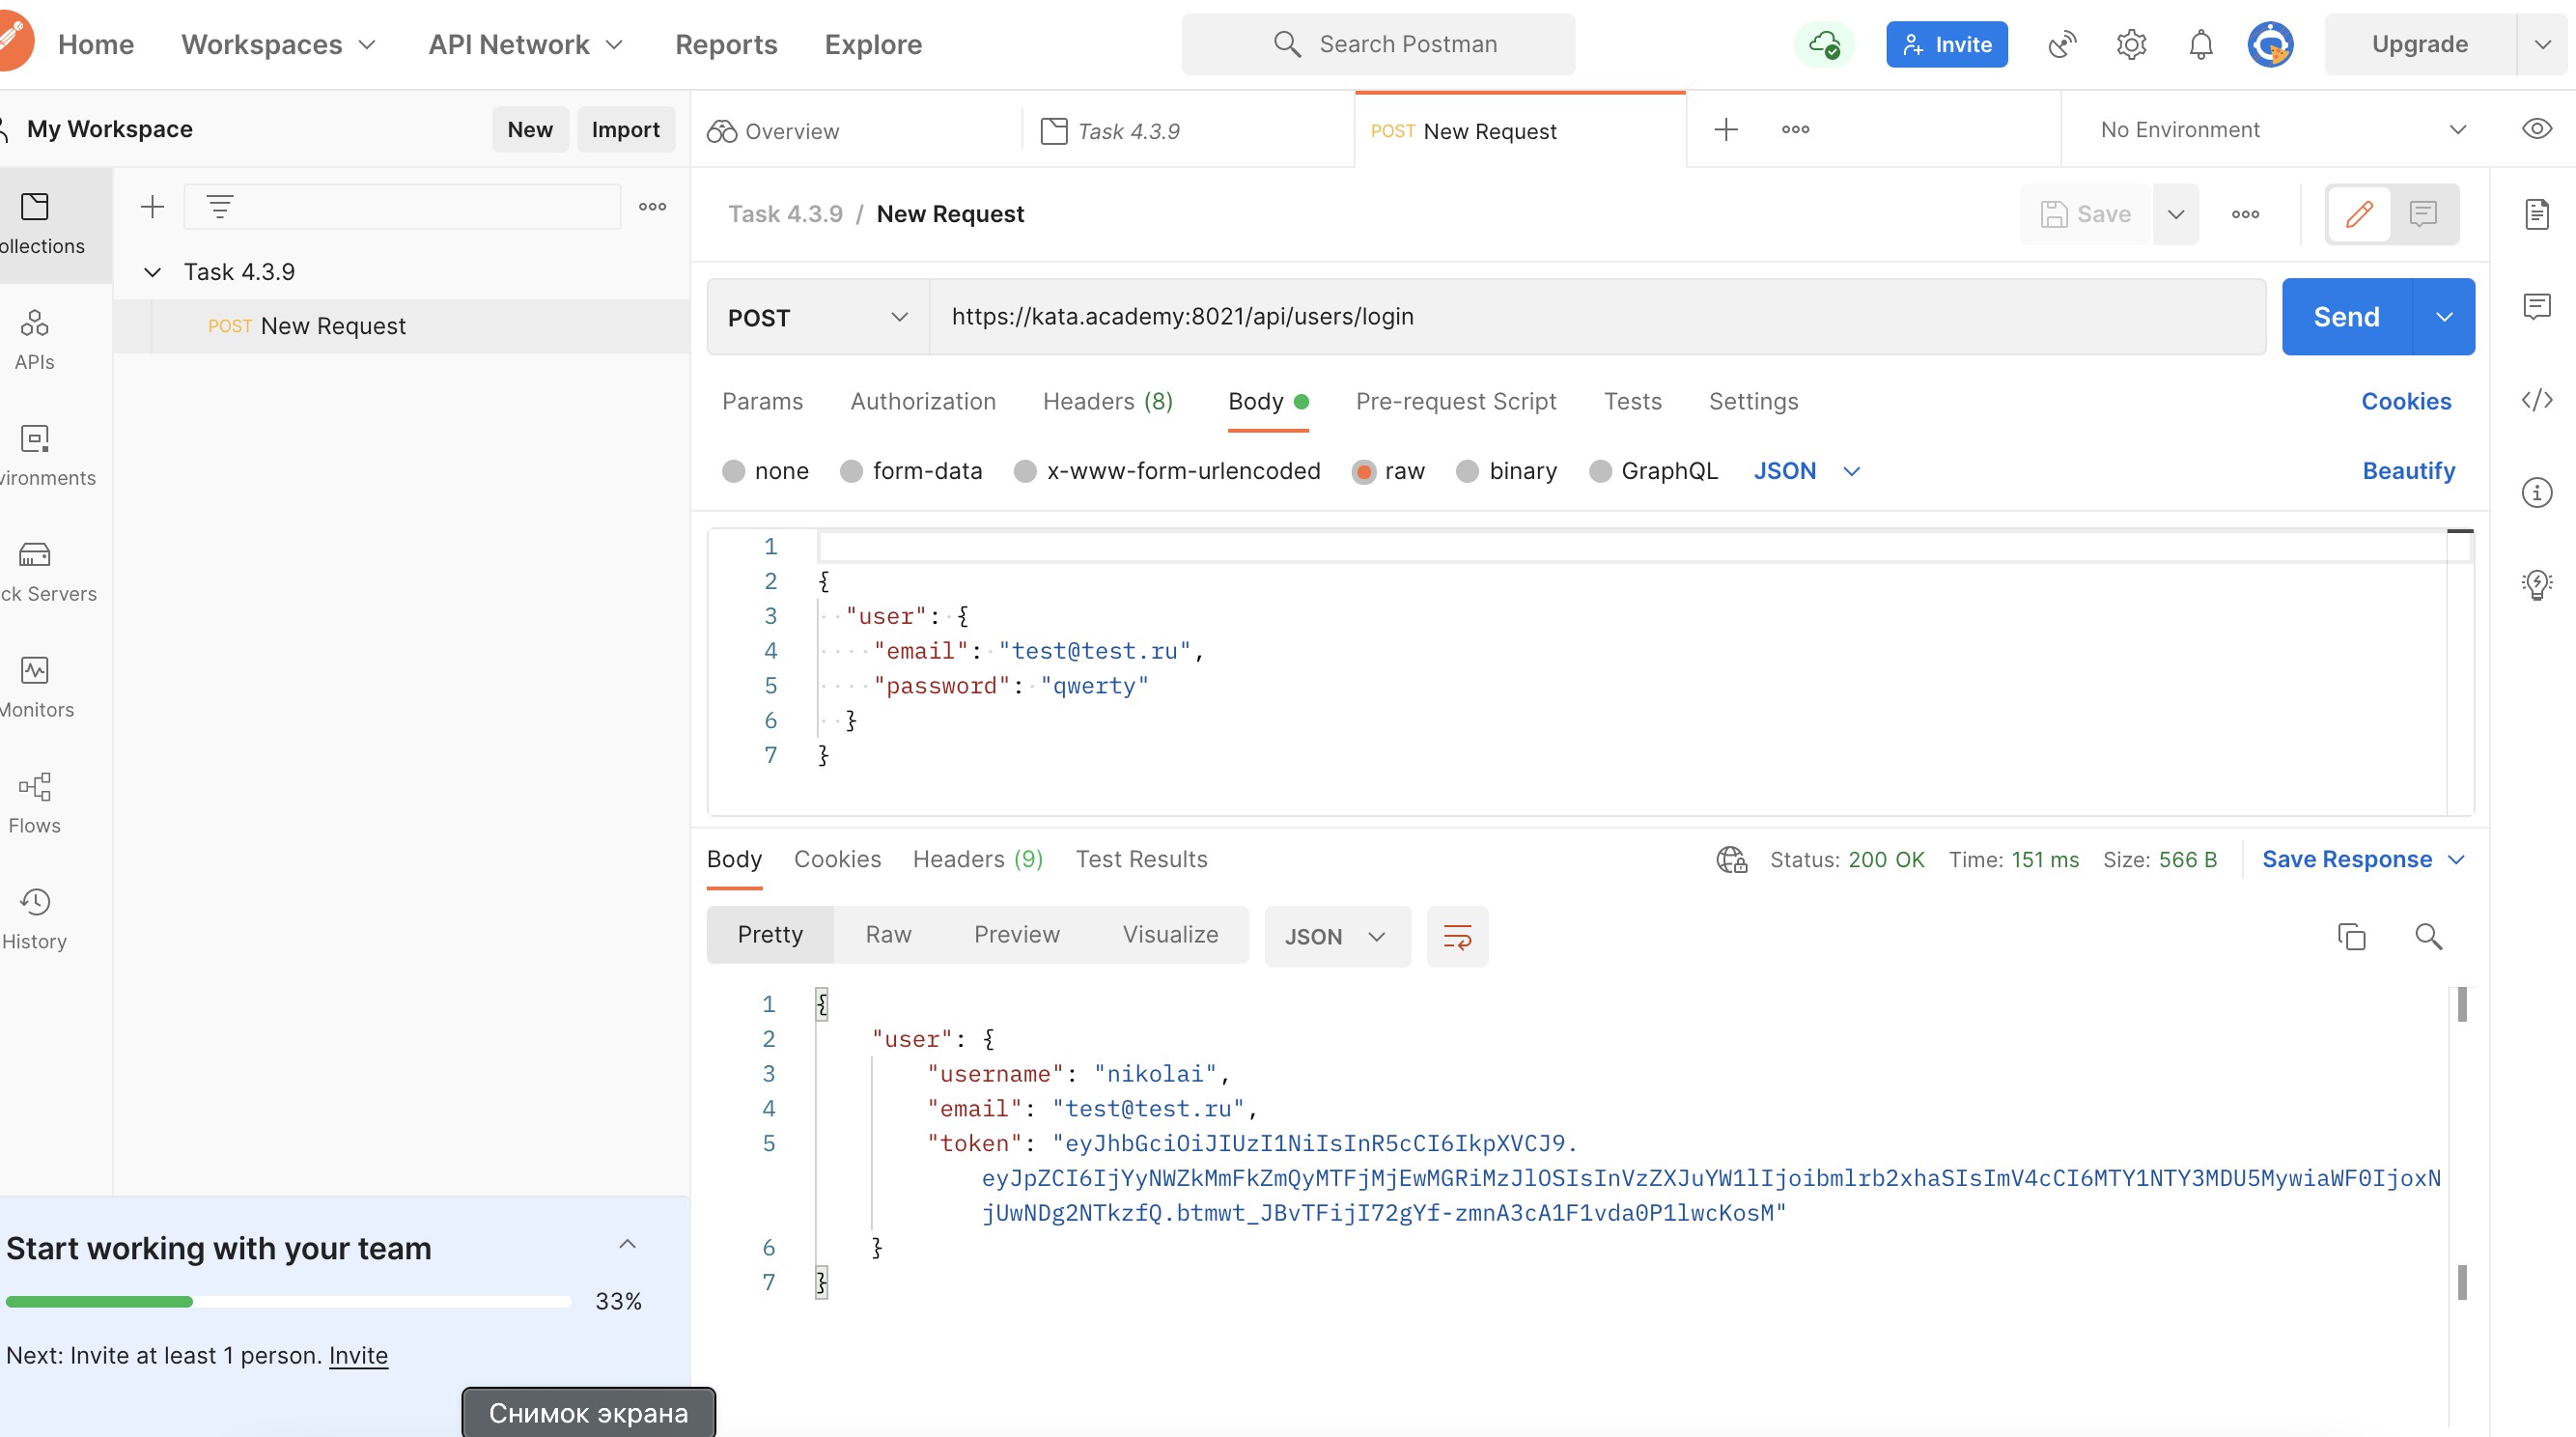 Home Workspaces API Network Reports Explore Search Postman Invite Upgrade
My Workspace New Import Overview Task 4.3.9 POST New Request No Environment
ollections
Task 4.3.9 / New Request Save
Task 4.3.9
POST New Request
POST https://kata.academy:8021/api/users/login Send
APIs
Params Authorization Headers (8) Body Pre-request Script Tests Settings Cookies
vironments
none form-data x-www-form-urlencoded raw binary GraphQL JSON Beautify
ck Servers
1
2 {
3 "user": {
4 "email": "test@test.ru",
5 "password": "qwerty"
6 }
7 }
Monitors
Flows
History
Body Cookies Headers (9) Test Results Status: 200 OK Time: 151 ms Size: 566 B Save Response
Pretty Raw Preview Visualize JSON
1 {
2 "user": {
3 "username": "nikolai",
4 "email": "test@test.ru",
5 "token": "eyJhbGciOiJIUzI1NiIsInR5cCI6IkpXVCJ9.
eyJpZCI6IjYyNWZkMmFkZmQyMTFjMjEwMGRiMzJlOSIsInVzZXJuYW1lIjoibmlrb2xhaSIsImV4cCI6MTY1NTY3MDU5MywiaWF0IjoxN
jUwNDg2NTkzfQ.btmwt_JBvTFijI72gYf-zmnA3cA1F1vda0P1lwcKosM"
6 }
7 }
Start working with your team
33%
Next: Invite at least 1 person. Invite
Снимок экрана